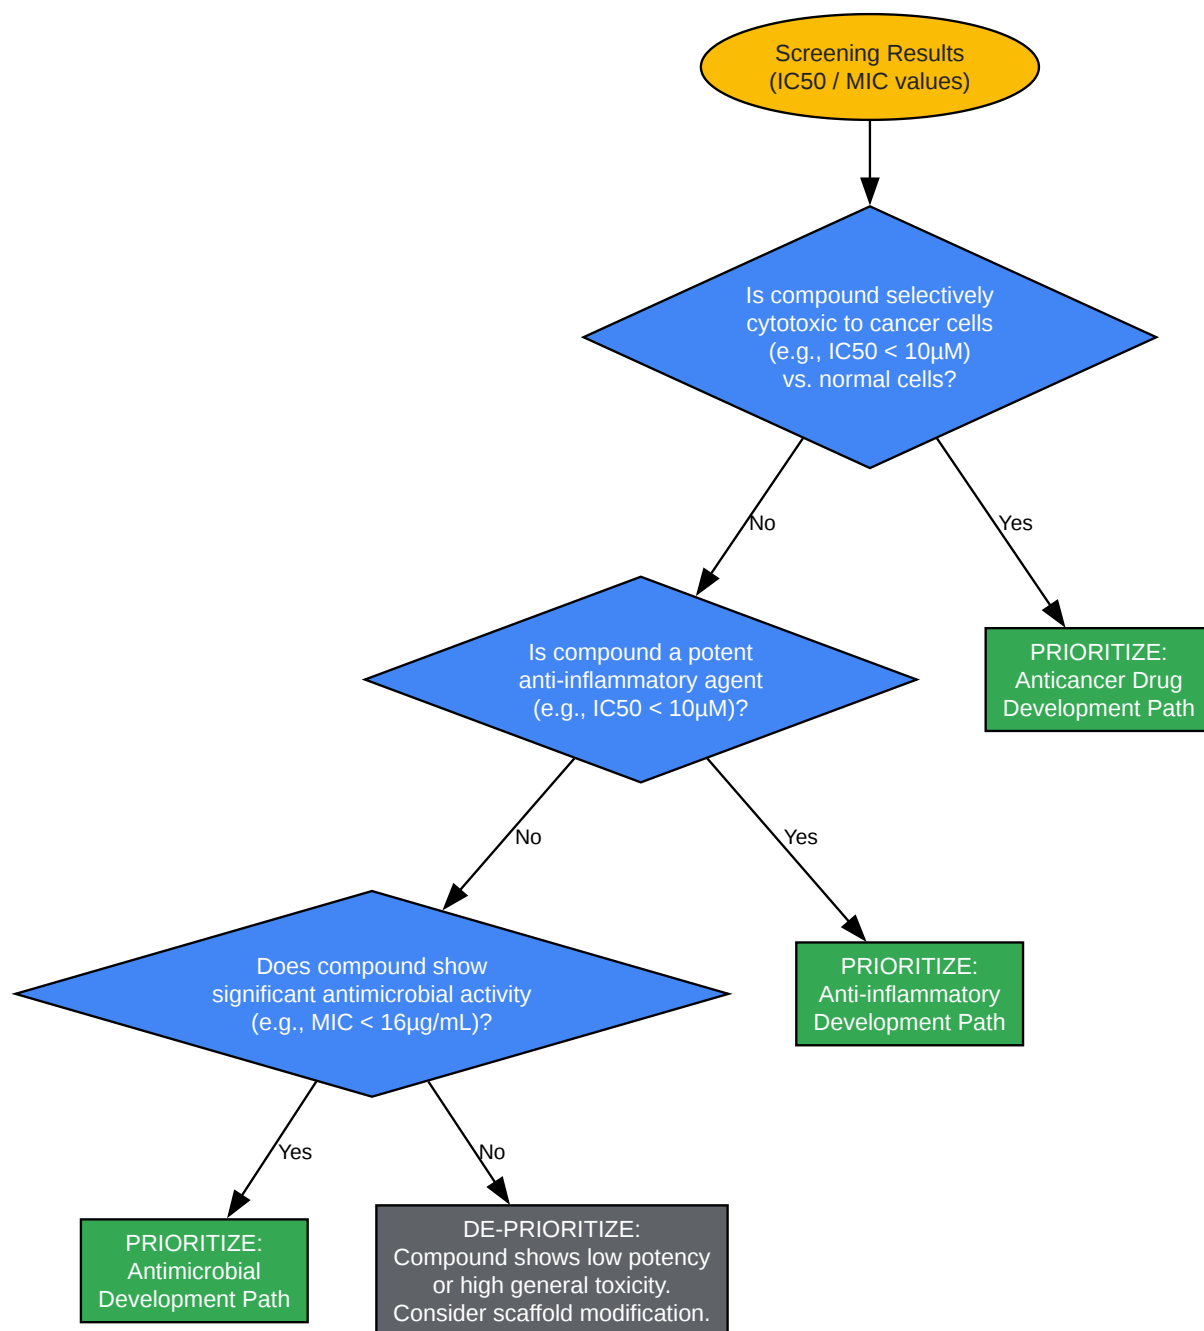 Screening Results
(IC50 / MIC values)
Is compound selectively
cytotoxic to cancer cells
(e.g., IC50 < 10µM)
vs. normal cells?
No
Yes
Is compound a potent
anti-inflammatory agent
(e.g., IC50 < 10µM)?
PRIORITIZE:
Anticancer Drug
Development Path
No
Yes
Does compound show
significant antimicrobial activity
(e.g., MIC < 16µg/mL)?
PRIORITIZE:
Anti-inflammatory
Development Path
Yes
No
PRIORITIZE:
Antimicrobial
Development Path
DE-PRIORITIZE:
Compound shows low potency
or high general toxicity.
Consider scaffold modification.